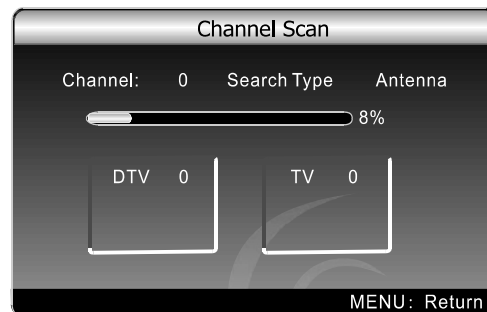 Channel Scan
Channel: 0 Search Type Antenna
8%
DTV 0 TV 0
MENU: Return